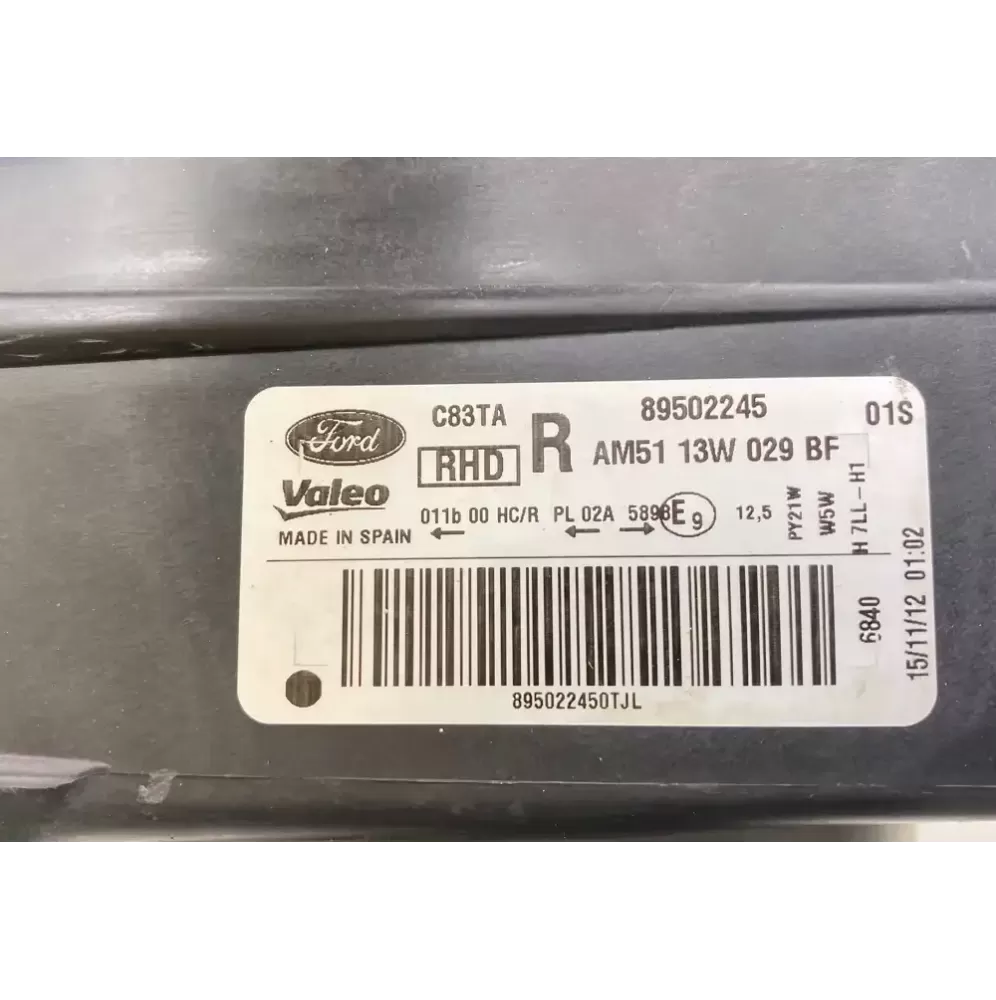 Ford
C83TA
89502245
01S
RHD
R
AM51 13W 029 BF
Valeo
011b 00 HC/R PL 02A 5898 E9 12,5
MADE IN SPAIN
PY21W
W5W
H 7LL-H1
6840
15/11/12 01:02
895022450TJL